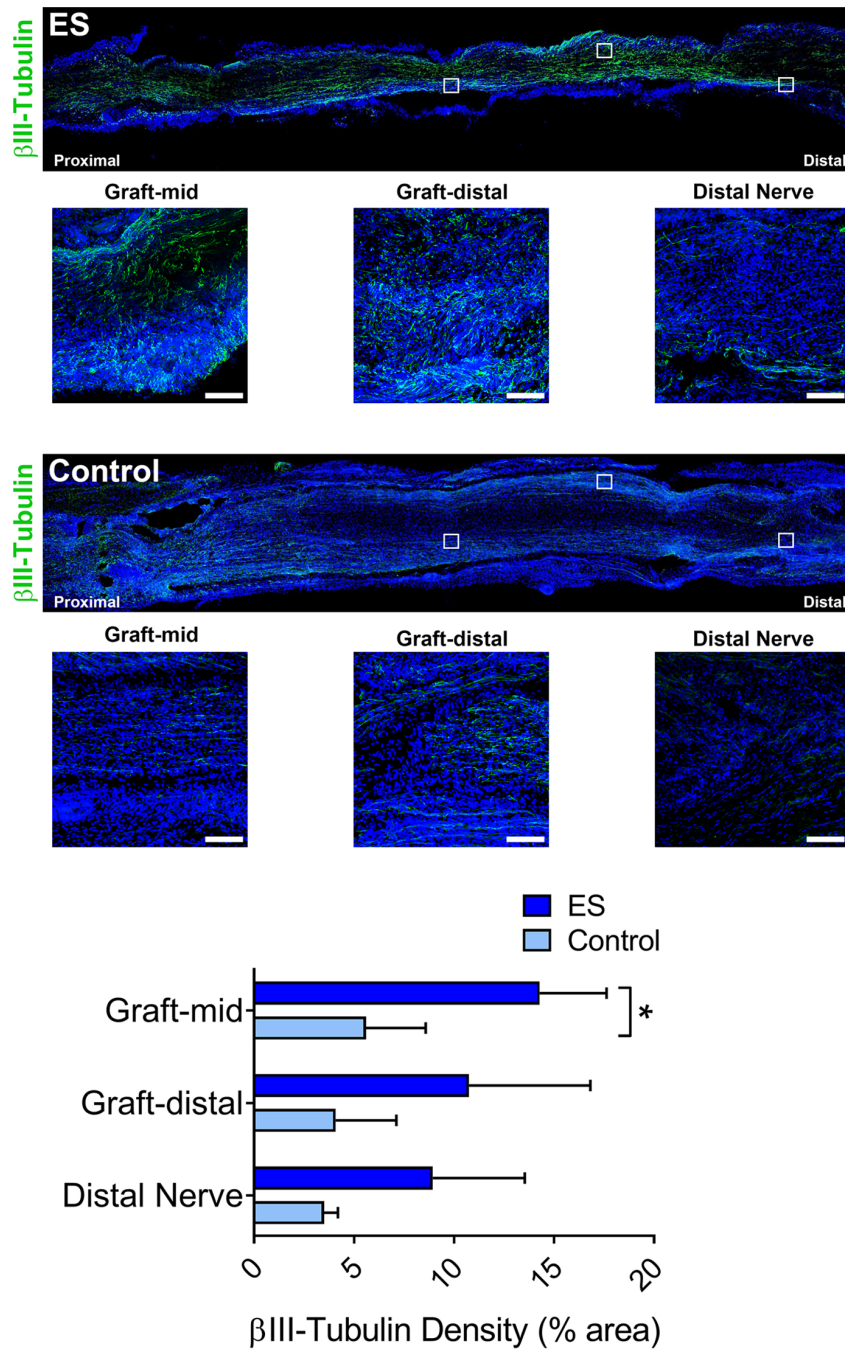 ES
βIII-Tubulin
Proximal
Distal
Graft-mid
Graft-distal
Distal Nerve
Control
βIII-Tubulin
Proximal
Distal
Graft-mid
Graft-distal
Distal Nerve
ES
Control
Graft-mid
*
Graft-distal
Distal Nerve
0 5 10 15 20
βIII-Tubulin Density (% area)